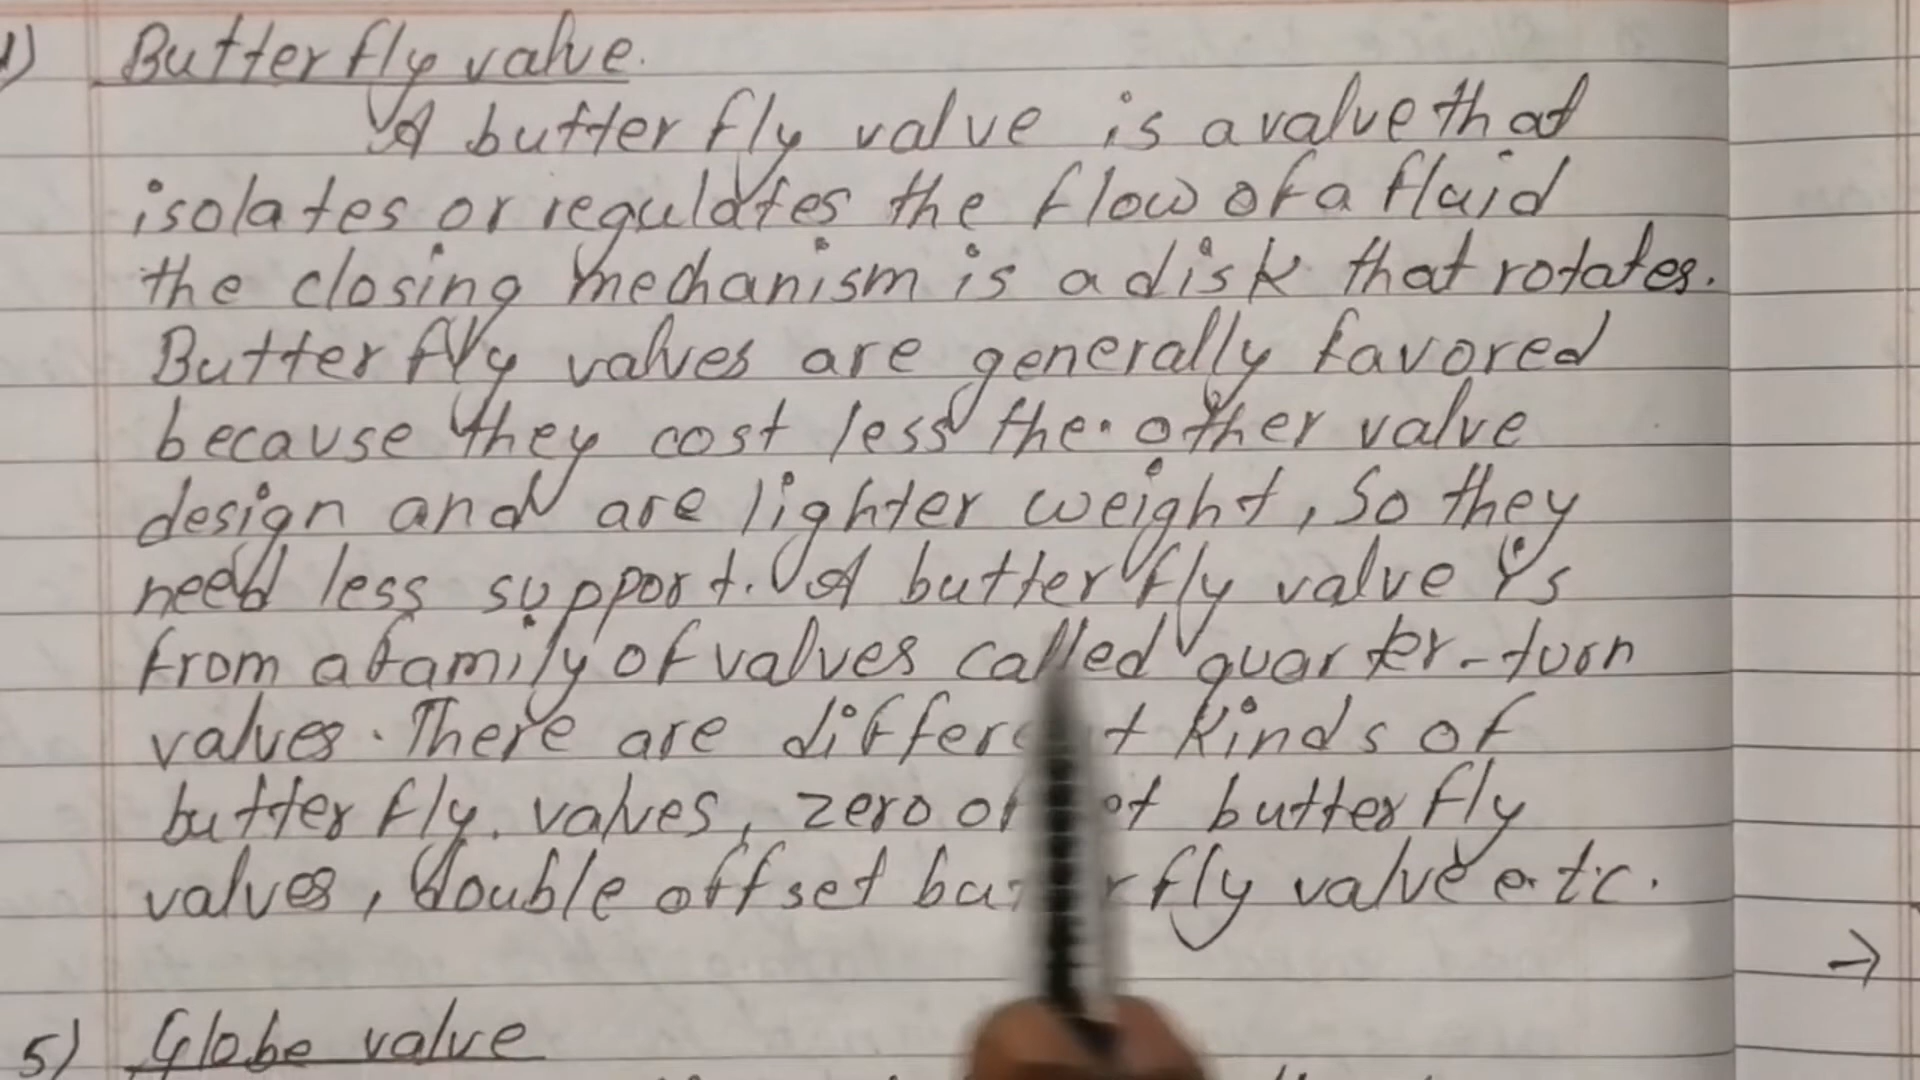 ) Butterfly valve.
A butterfly valve is a valve that
isolates or regulates the flow of a fluid
the closing mechanism is a disk that rotates.
Butterfly valves are generally favored
because they cost less the other valve
design and are lighter weight, So they
need less support. A butterfly valve is
from a family of valves called quarter-turn
valves. There are different kinds of
butterfly. valves, zero butterfly
valves, double offset butterfly valve etc.
→
5) Globe valve